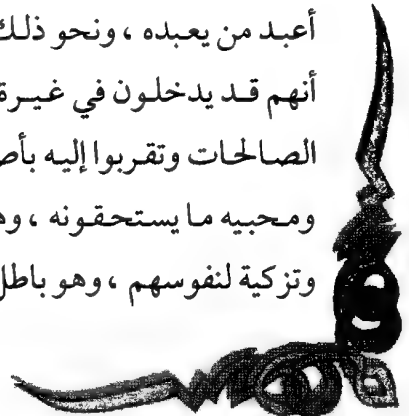 أعبد من يعبده ، ونحو ذلك
أنهم قد يدخلون في غيرة
الصالحات وتقربوا إليه بأص
ومحبيه ما يستحقونه ، وه
وتزكية لنفوسهم ، وهو باطل